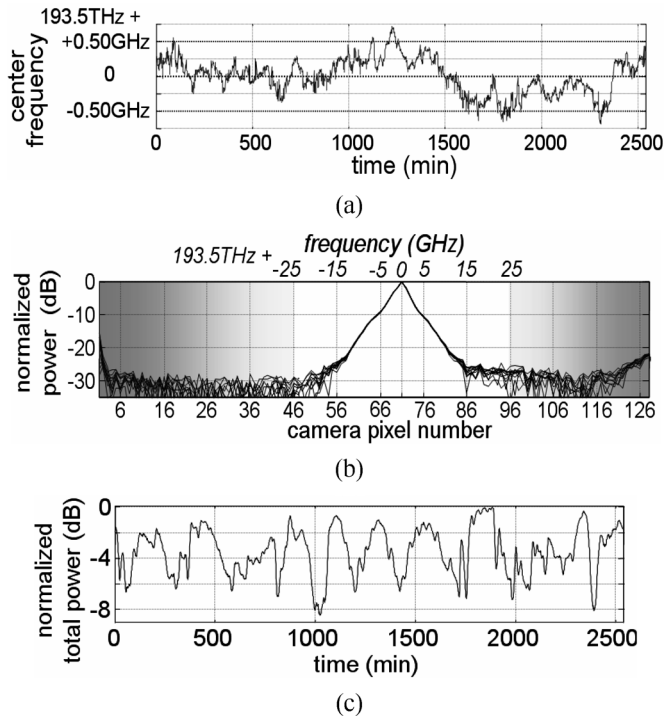 193.5THz +
+0.50GHz
0
-0.50GHz
center
frequency
0 500 1000 1500 2000 2500
time (min)
(a)
frequency (GHz)
193.5THz + -25 -15 -5 0 5 15 25
0
-10
-20
-30
normalized
power (dB)
6 16 26 36 46 56 66 76 86 96 106 116 126
camera pixel number
(b)
0
-4
-8
normalized
total power (dB)
0 500 1000 1500 2000 2500
time (min)
(c)